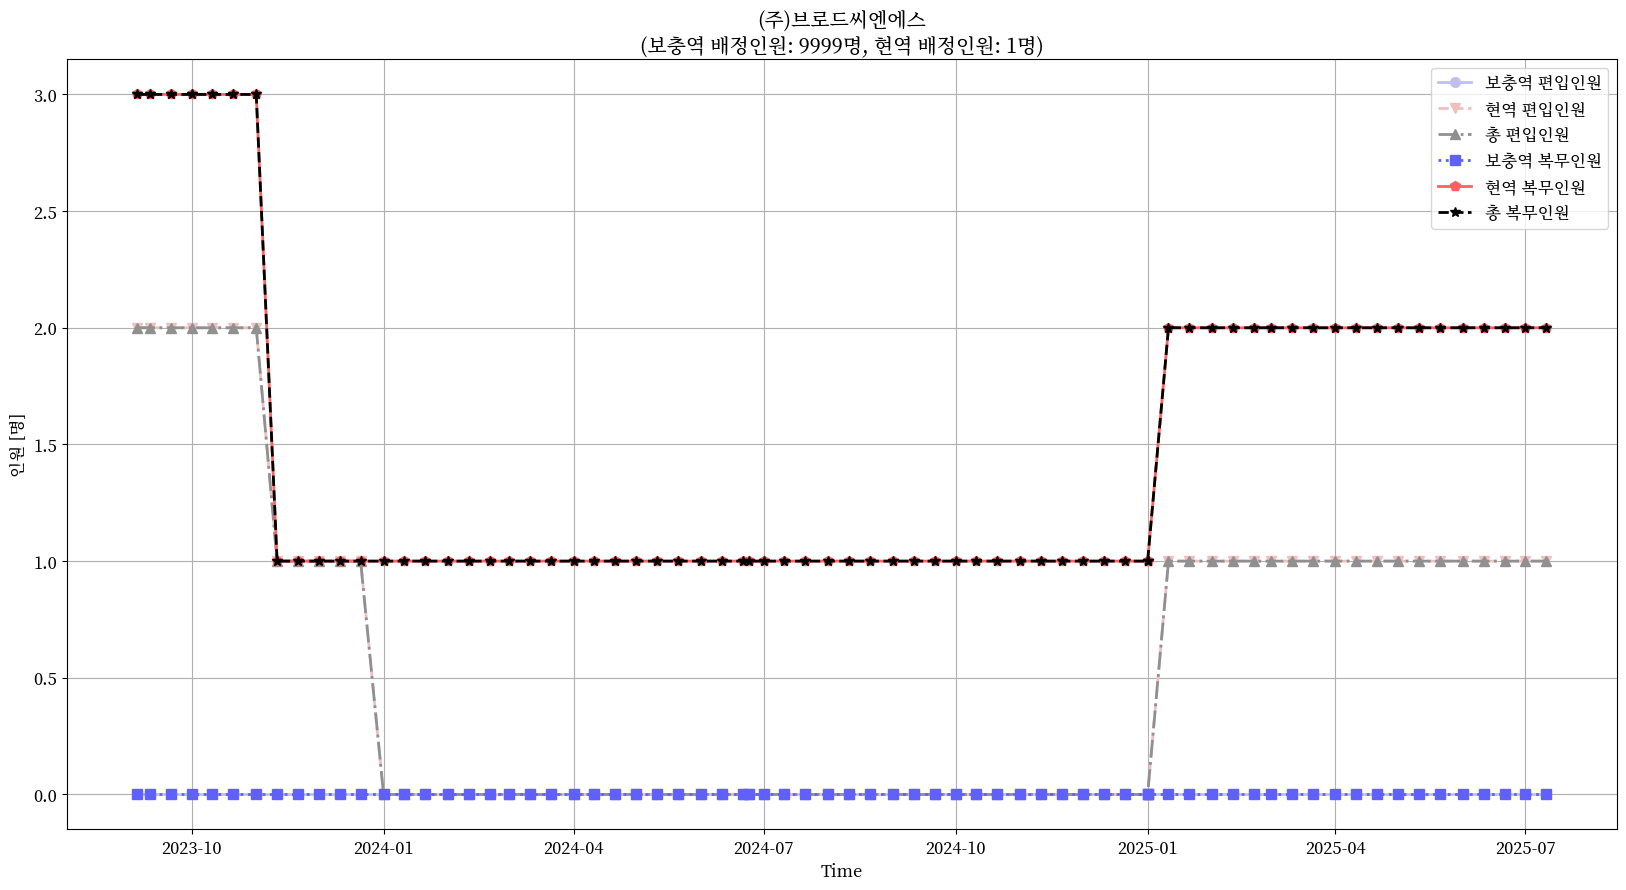 (주)브로드씨엔에스
(보충역 배정인원: 9999명, 현역 배정인원: 1명)
보충역 편입인원
현역 편입인원
총 편입인원
보충역 복무인원
현역 복무인원
총 복무인원
인원 [명]
3.0
2.5
2.0
1.5
1.0
0.5
0.0
2023-10 2024-01 2024-04 2024-07 2024-10 2025-01 2025-04 2025-07
Time